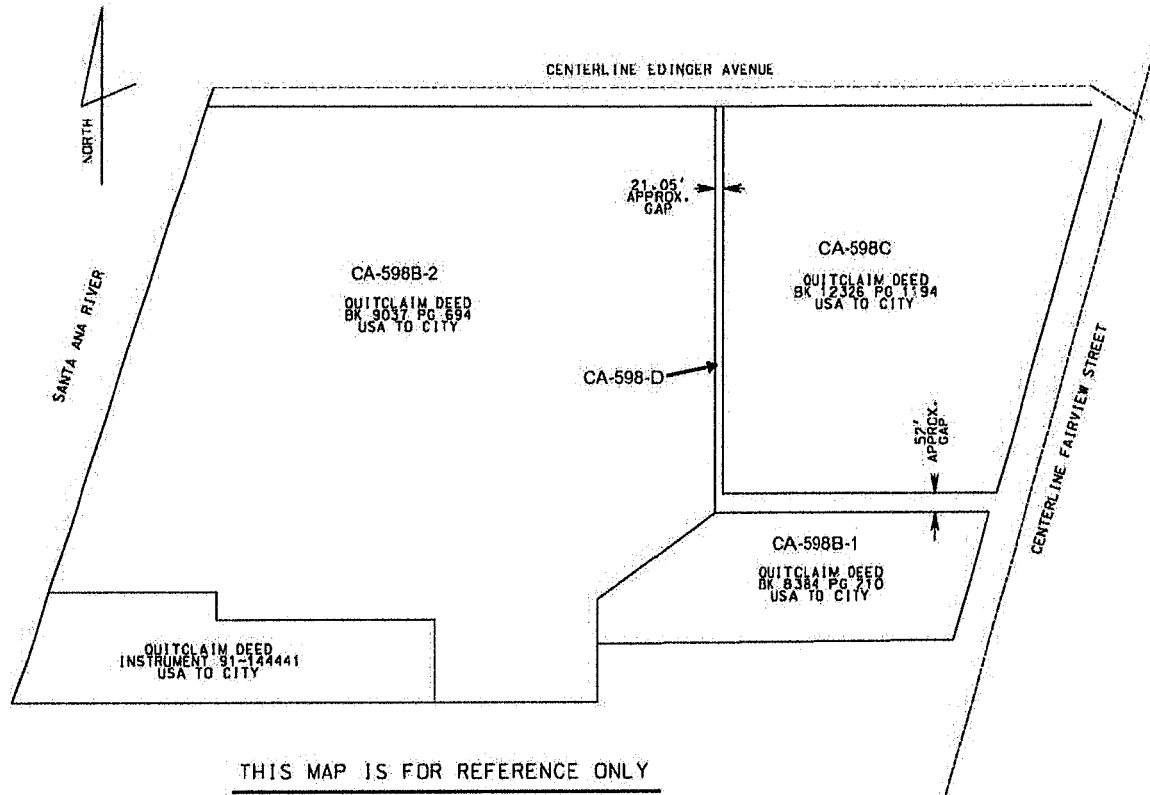 CENTERLINE EDINGER AVENUE
NORTH
21.05'
APPROX.
GAP
CA-598B-2
QUITCLAIM DEED
BK 9037 PG 694
USA TO CITY
CA-598C
QUITCLAIM DEED
BK 12326 PG 1194
USA TO CITY
SANTA ANA RIVER
CA-598-D
52'
APPROX.
GAP
CENTERLINE FAIRVIEW STREET
CA-598B-1
QUITCLAIM DEED
BK 8384 PG 210
USA TO CITY
QUITCLAIM DEED
INSTRUMENT 91-144441
USA TO CITY
THIS MAP IS FOR REFERENCE ONLY